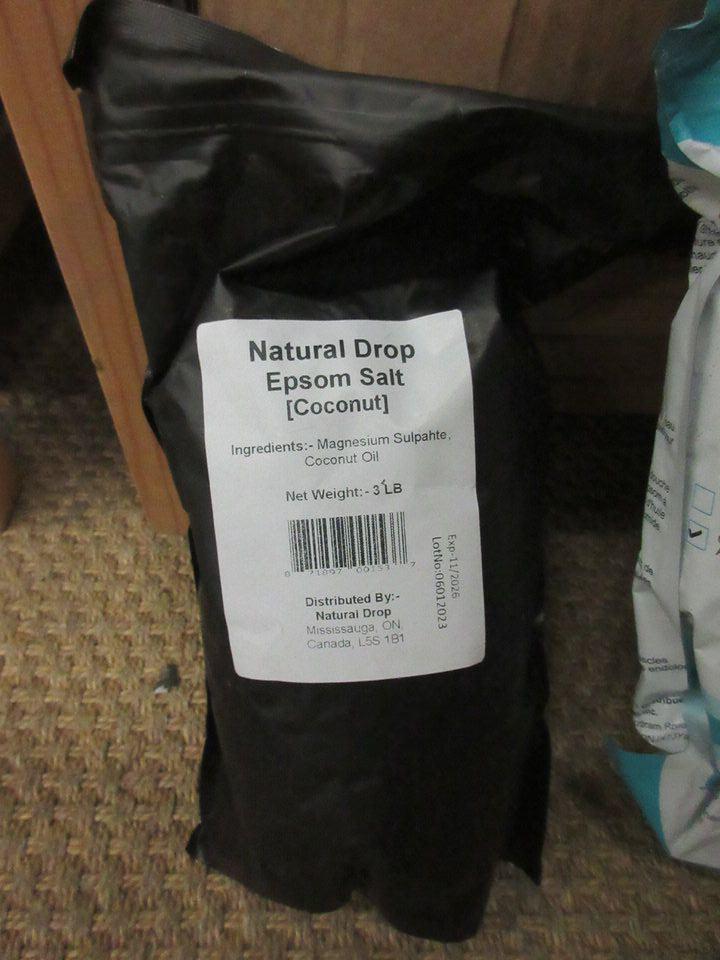 Natural Drop
Epsom Salt
[Coconut]
Ingredients:- Magnesium Sulpahte,
Coconut Oil
Net Weight:- 3 LB
Exp-11/2026
LotNo:06012023
Distributed By:-
Natural Drop
Mississauga, ON,
Canada, L5S 1B1